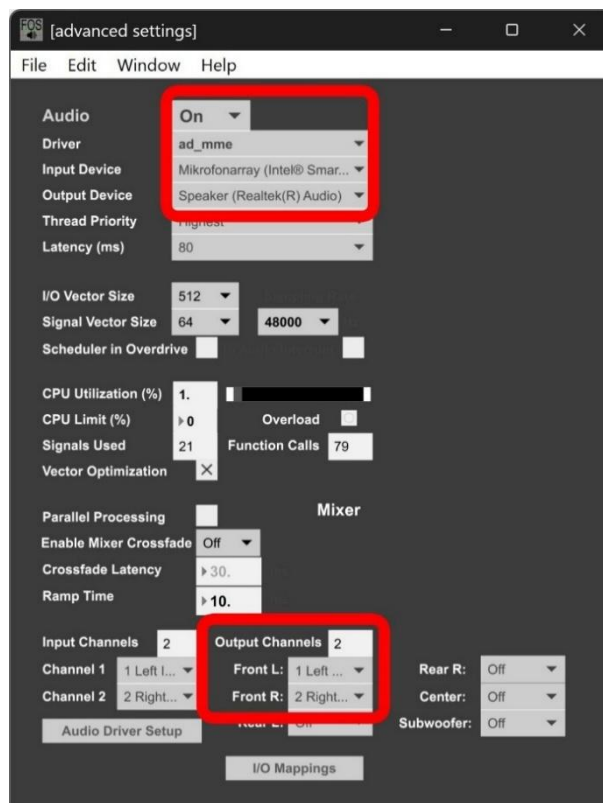 FOS [advanced settings]
File Edit Window Help
Audio On
Driver ad_mme
Input Device Mikrofonarray (Intel® Smar...
Output Device Speaker (Realtek(R) Audio)
Thread Priority Highest
Latency (ms) 80
I/O Vector Size 512
Signal Vector Size 64 48000
Scheduler in Overdrive
CPU Utilization (%) 1.
CPU Limit (%) 0 Overload
Signals Used 21 Function Calls 79
Vector Optimization
Parallel Processing Mixer
Enable Mixer Crossfade Off
Crossfade Latency 30.
Ramp Time 10.
Input Channels 2 Output Channels 2
Channel 1 1 Left I... Front L: 1 Left ... Rear R: Off
Channel 2 2 Right... Front R: 2 Right... Center: Off
Audio Driver Setup Rear L: Off Subwoofer: Off
I/O Mappings